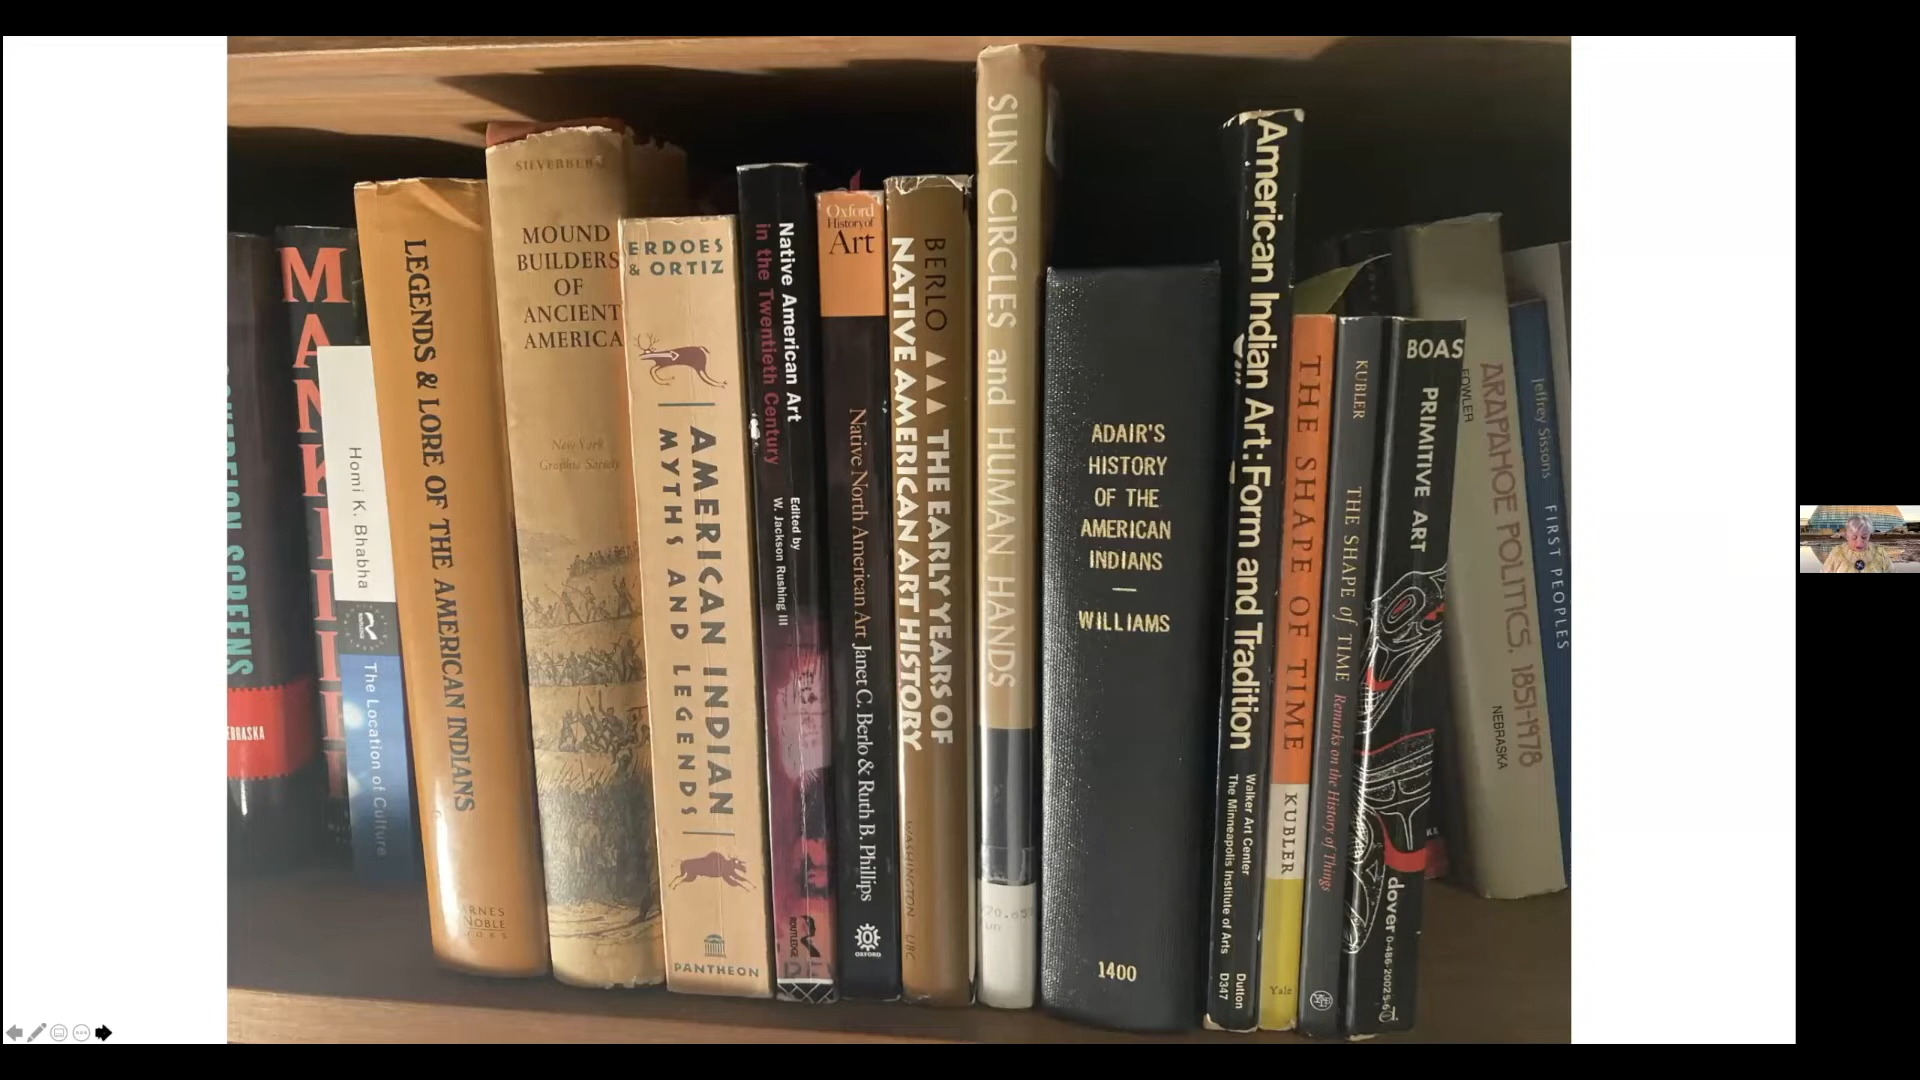 SCREENS
MANKILLER
Homi K. Bhabha
The Location of Culture
LEGENDS & LORE OF THE AMERICAN INDIANS
MOUND
BUILDERS
OF
ANCIENT
AMERICA
New York
Graphic Society
ERDOES
& ORTIZ
AMERICAN INDIAN
MYTHS AND LEGENDS
PANTHEON
Native American Art
in the Twentieth Century
Edited by
W. Jackson Rushing III
ROUTLEDGE
Oxford
History of
Art
Native North American Art Janet C. Berlo & Ruth B. Phillips
OXFORD
BERLO
THE EARLY YEARS OF
NATIVE AMERICAN ART HISTORY
WASHINGTON UBC
SUN CIRCLES and HUMAN HANDS
ADAIR'S
HISTORY
OF THE
AMERICAN
INDIANS
WILLIAMS
1400
American Indian Art: Form and Tradition
Walker Art Center
The Minneapolis Institute of Arts
Dutton
D347
THE SHAPE OF TIME
KUBLER
Yale
KUBLER
THE SHAPE of TIME Remarks on the History of Things
BOAS
PRIMITIVE ART
dover
FOWLER
ARAPAHOE POLITICS, 1851-1978
NEBRASKA
Jeffrey Sissons
FIRST PEOPLES